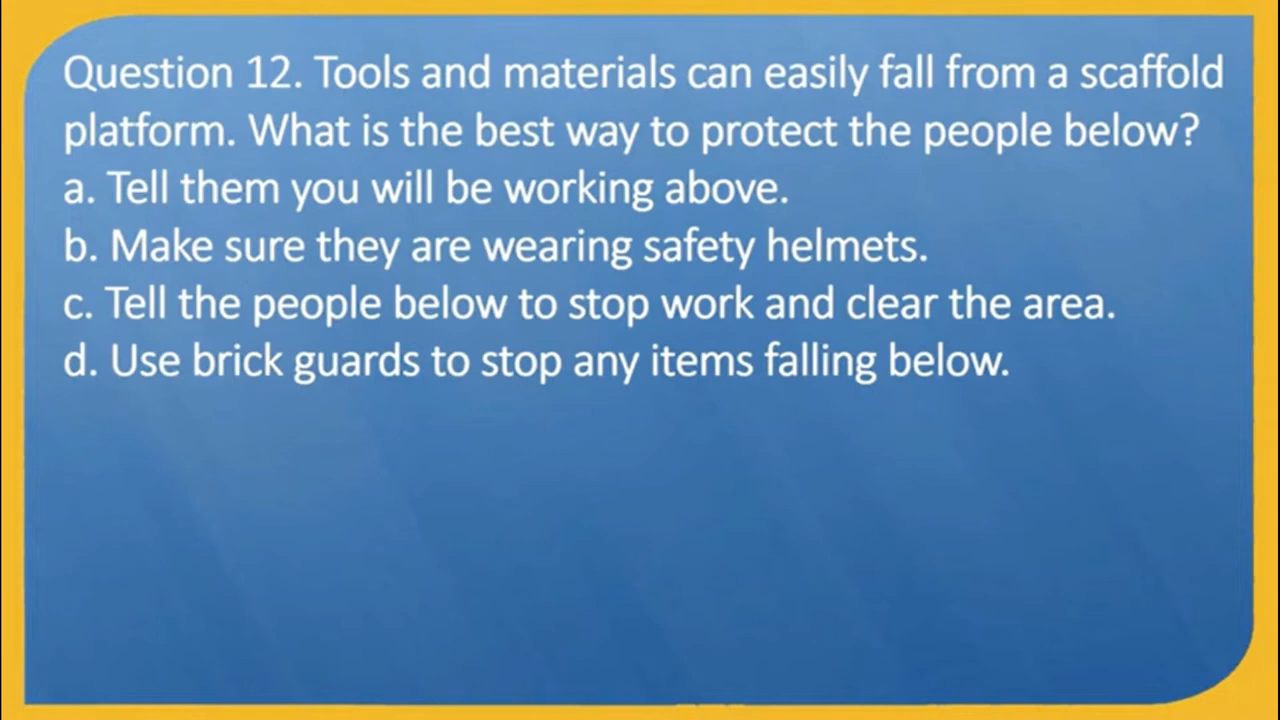 Question 12. Tools and materials can easily fall from a scaffold
platform. What is the best way to protect the people below?
a. Tell them you will be working above.
b. Make sure they are wearing safety helmets.
c. Tell the people below to stop work and clear the area.
d. Use brick guards to stop any items falling below.